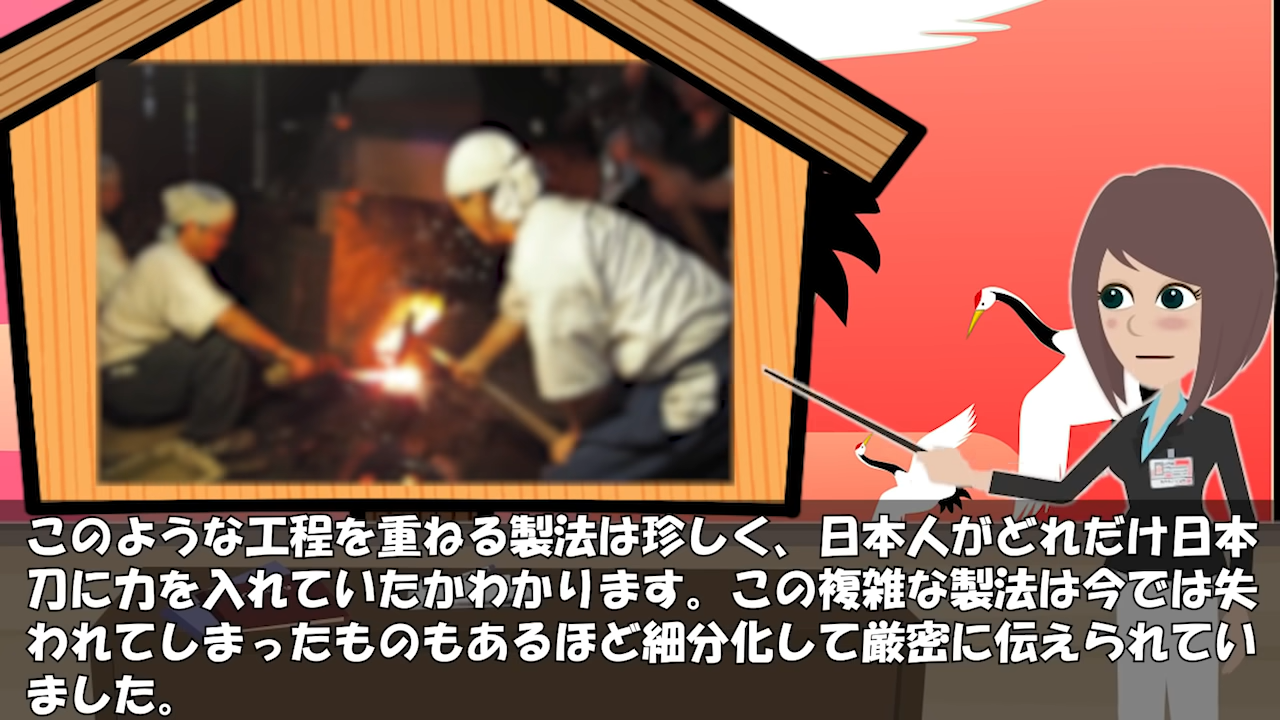 このような工程を重ねる製法は珍しく、日本人がどれだけ日本
刀に力を入れていたかわかります。この複雑な製法は今では失
われてしまったものもあるほど細分化して厳密に伝えられてい
ました。